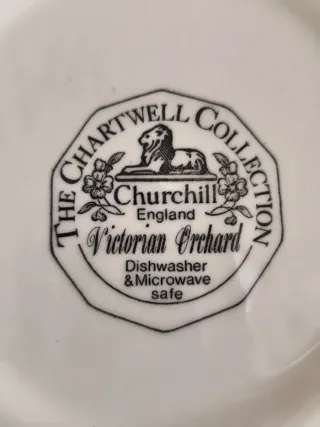 THE CHARTWELL COLLECTION
Churchill
England
Victorian Orchard
Dishwasher
& Microwave
safe